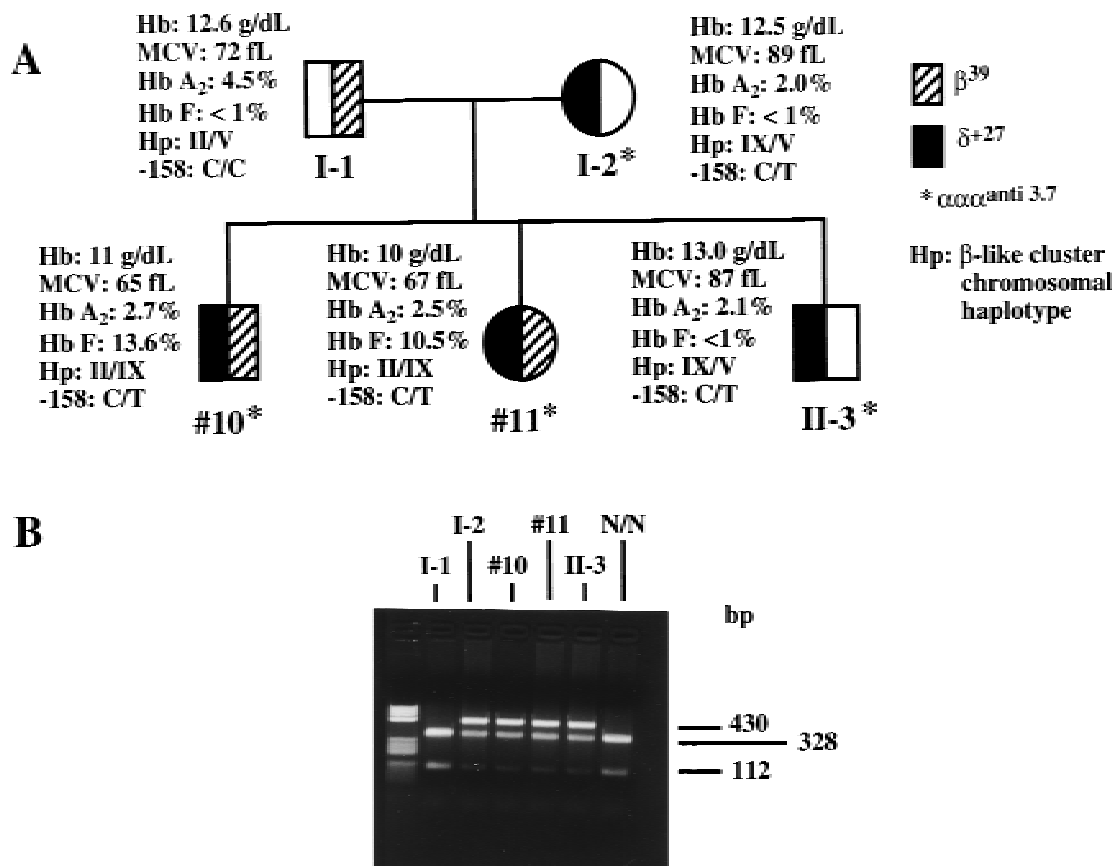 A
Hb: 12.6 g/dL
MCV: 72 fL
Hb A2: 4.5%
Hb F: < 1%
Hp: II/V
-158: C/C
I-1
Hb: 12.5 g/dL
MCV: 89 fL
Hb A2: 2.0%
Hb F: < 1%
Hp: IX/V
-158: C/T
I-2*
β39
δ+27
* αααanti 3.7
Hp: β-like cluster
chromosomal
haplotype
Hb: 11 g/dL
MCV: 65 fL
Hb A2: 2.7%
Hb F: 13.6%
Hp: II/IX
-158: C/T
#10*
Hb: 10 g/dL
MCV: 67 fL
Hb A2: 2.5%
Hb F: 10.5%
Hp: II/IX
-158: C/T
#11*
Hb: 13.0 g/dL
MCV: 87 fL
Hb A2: 2.1%
Hb F: <1%
Hp: IX/V
-158: C/T
II-3*
B
I-2 #11 N/N
I-1 #10 II-3
bp
430
328
112